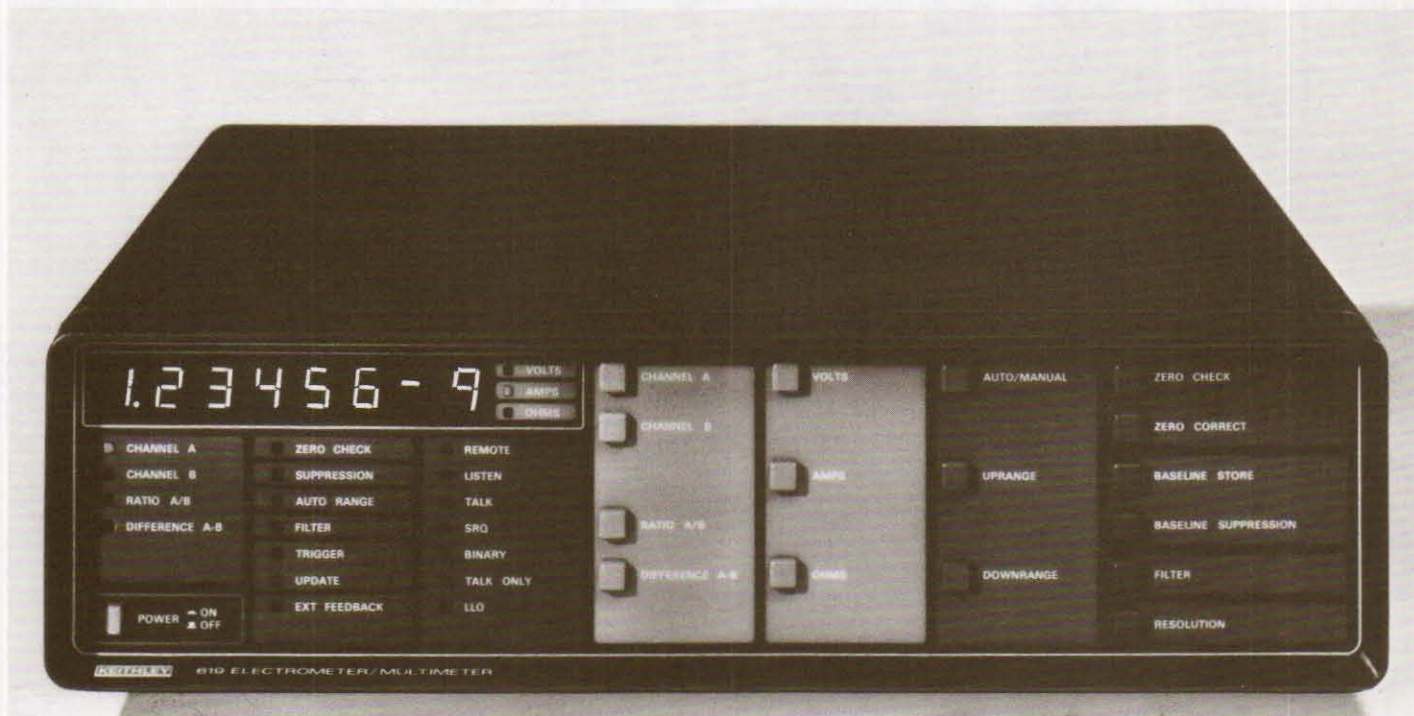 1.23456-9
VOLTS
AMPS
OHMS
CHANNEL A
CHANNEL B
RATIO A/B
DIFFERENCE A-B
ZERO CHECK
SUPPRESSION
AUTO RANGE
FILTER
TRIGGER
UPDATE
EXT FEEDBACK
REMOTE
LISTEN
TALK
SRQ
BINARY
TALK ONLY
LLO
POWER ON
OFF
CHANNEL A
CHANNEL B
RATIO A/B
DIFFERENCE A-B
VOLTS
AMPS
OHMS
AUTO/MANUAL
UPRANGE
DOWNRANGE
ZERO CHECK
ZERO CORRECT
BASELINE STORE
BASELINE SUPPRESSION
FILTER
RESOLUTION
KEITHLEY 619 ELECTROMETER/MULTIMETER